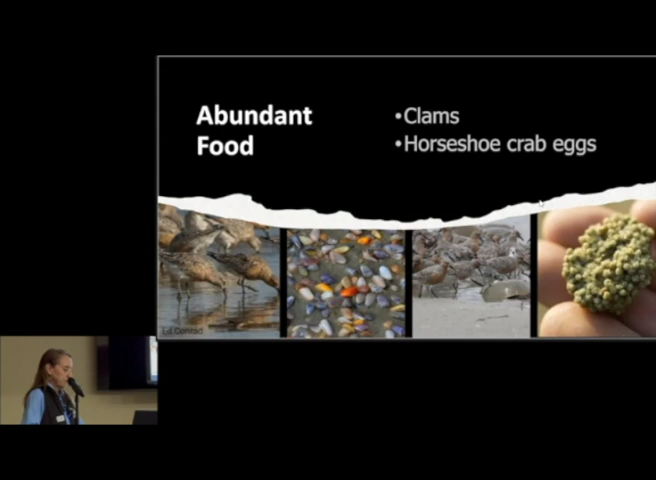 Abundant
Food
•Clams
•Horseshoe crab eggs
Ed Conrad